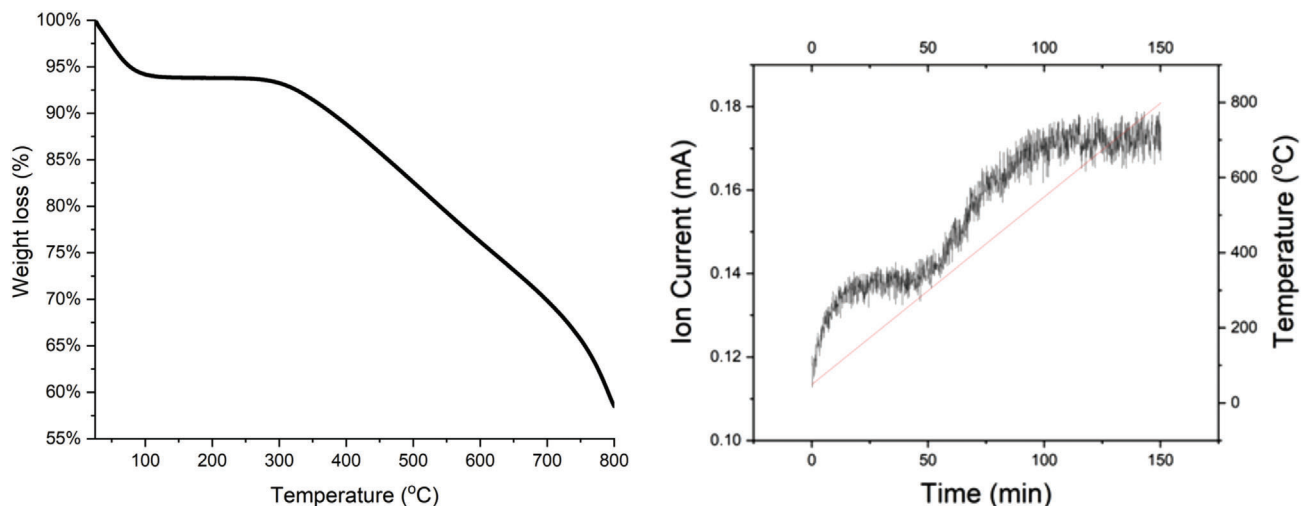 100%
95%
90%
85%
80%
75%
70%
65%
60%
55%
Weight loss (%)
100 200 300 400 500 600 700 800
Temperature (°C)
0 50 100 150
0.18
0.16
0.14
0.12
0.10
Ion Current (mA)
800
600
400
200
0
Temperature (°C)
0 50 100 150
Time (min)